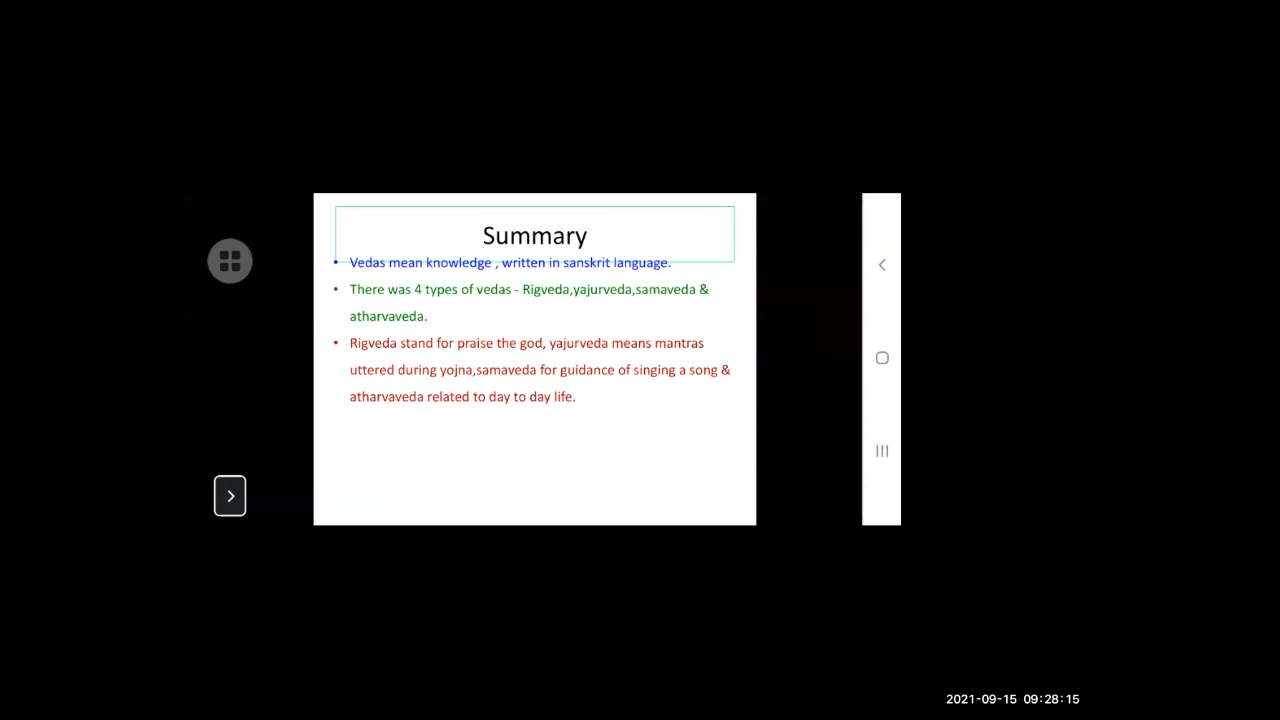 Summary
• Vedas mean knowledge , written in sanskrit language.
• There was 4 types of vedas - Rigveda,yajurveda,samaveda &
atharvaveda.
• Rigveda stand for praise the god, yajurveda means mantras
uttered during yojna,samaveda for guidance of singing a song &
atharvaveda related to day to day life.
2021-09-15 09:28:15